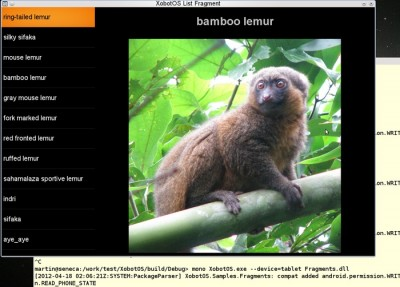 XobotOS List Fragment
ring-tailed lemur
silky sifaka
mouse lemur
bamboo lemur
gray mouse lemur
fork marked lemur
red fronted lemur
ruffed lemur
sahamalaza sportive lemur
indri
sifaka
aye_aye
bamboo lemur
on.WRIT
on.WRIT
on.WRIT
on.WRIT
^C
martin@seneca:/work/test/XobotOS/build/Debug> mono XobotOS.exe --device=tablet Fragments.dll
[2012-04-18 02:06:21Z:SYSTEM:PackageParser] XobotOS.Samples.Fragments: compat added android.permission.WRIT
n.READ_PHONE_STATE